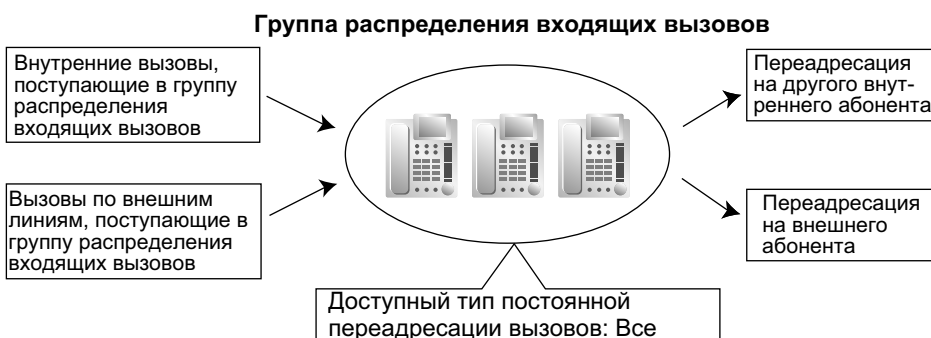 Группа распределения входящих вызовов
Внутренние вызовы,
поступающие в группу
распределения
входящих вызовов
Переадресация
на другого внут-
реннего абонента
Вызовы по внешним
линиям, поступающие в
группу распределения
входящих вызовов
Переадресация
на внешнего
абонента
Доступный тип постоянной
переадресации вызовов: Все